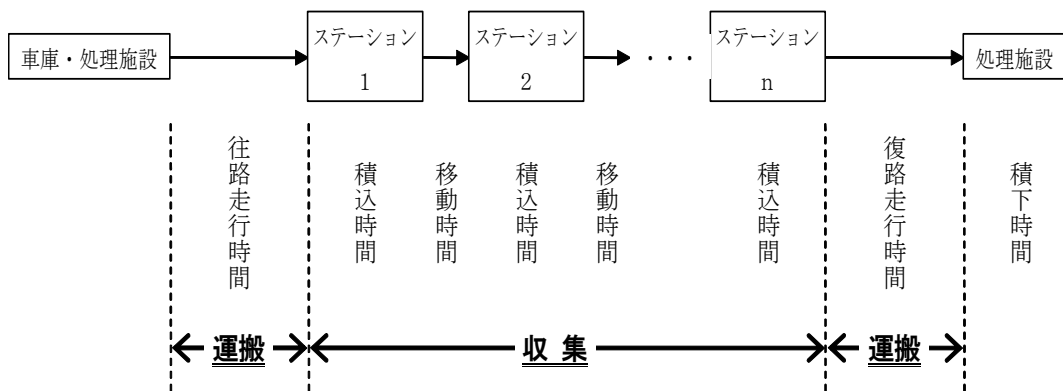 車庫・処理施設
ステーション
1
ステーション
2
・・・
ステーション
n
処理施設
往路走行時間
積込時間
移動時間
積込時間
移動時間
積込時間
復路走行時間
積下時間
運搬
収 集
運搬